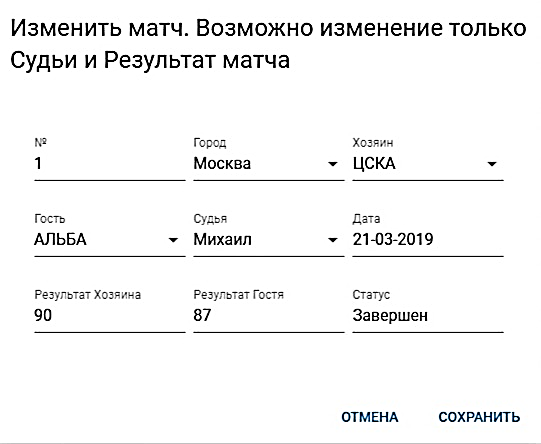 Изменить матч. Возможно изменение только
Судьи и Результат матча
№ Город Хозяин
1 Москва ЦСКА
Гость Судья Дата
АЛЬБА Михаил 21-03-2019
Результат Хозяина Результат Гостя Статус
90 87 Завершен
ОТМЕНА СОХРАНИТЬ